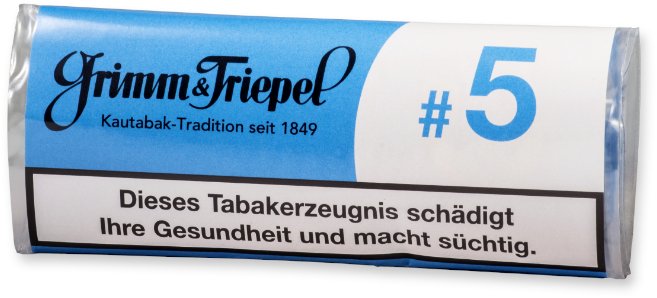 Grimm & Triepel
Kautabak-Tradition seit 1849
#5
Dieses Tabakerzeugnis schädigt
Ihre Gesundheit und macht süchtig.